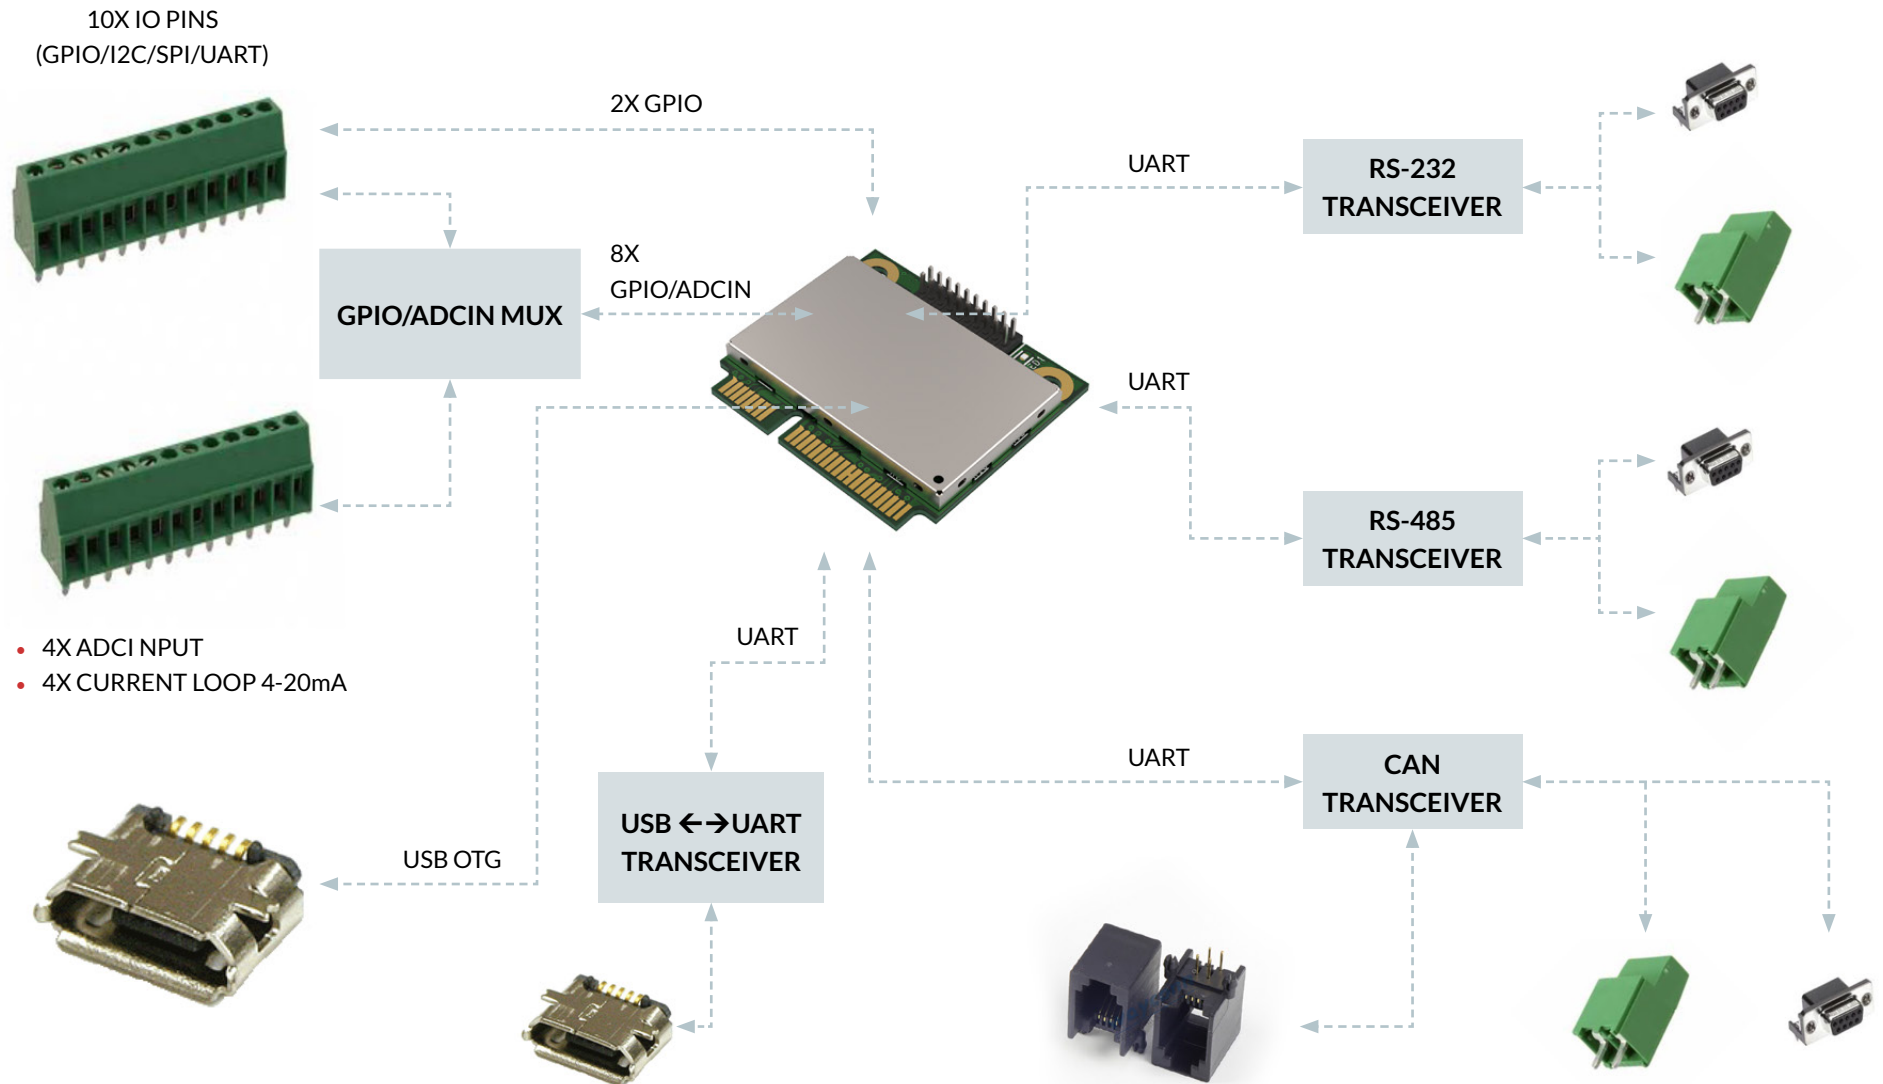 10X IO PINS
(GPIO/I2C/SPI/UART)
2X GPIO
UART
RS-232
TRANSCEIVER
8X
GPIO/ADCIN
GPIO/ADCIN MUX
UART
RS-485
TRANSCEIVER
• 4X ADCI NPUT
• 4X CURRENT LOOP 4-20mA
UART
UART
CAN
TRANSCEIVER
USB ←→UART
TRANSCEIVER
USB OTG